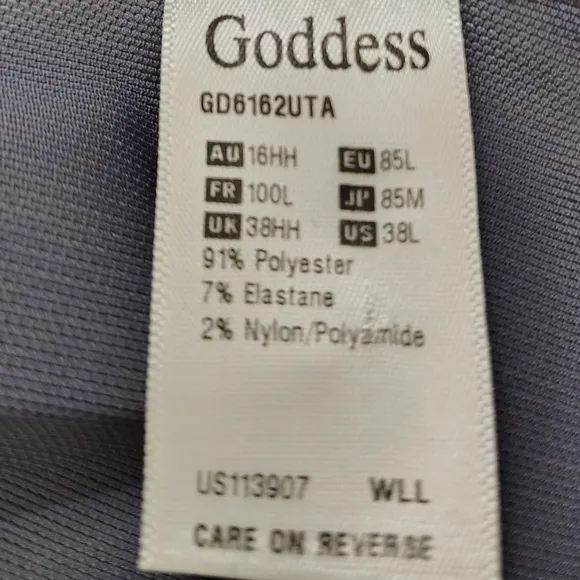 Goddess
GD6162UTA
AU 16HH EU 85L
FR 100L JP 85M
UK 38HH US 38L
91% Polyester
7% Elastane
2% Nylon/Polyamide
US113907 WLL
CARE ON REVERSE